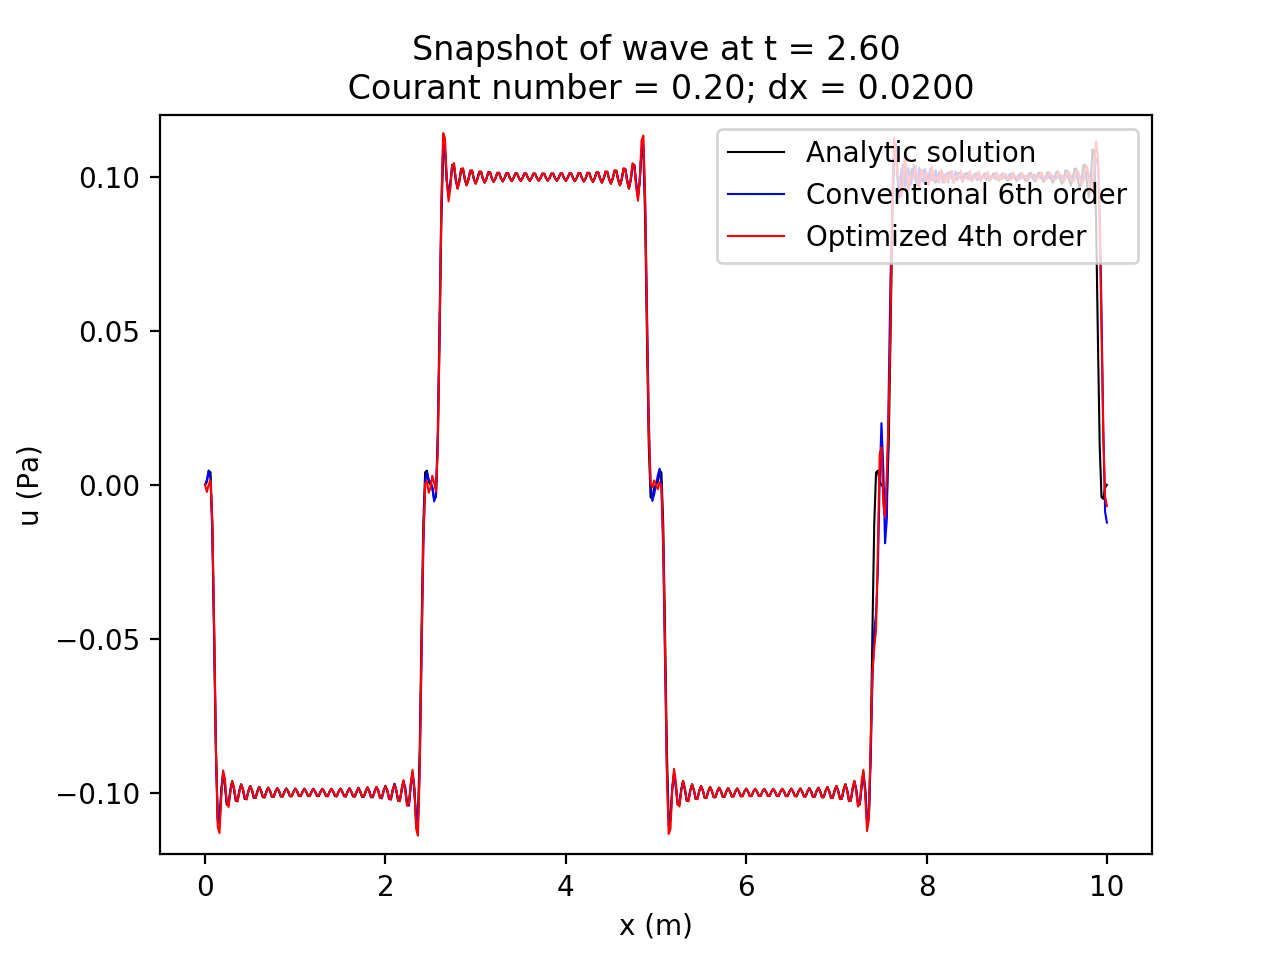 Snapshot of wave at t = 2.60
Courant number = 0.20; dx = 0.0200
Analytic solution
Conventional 6th order
Optimized 4th order
0.10
0.05
0.00
−0.05
−0.10
u (Pa)
0 2 4 6 8 10
x (m)